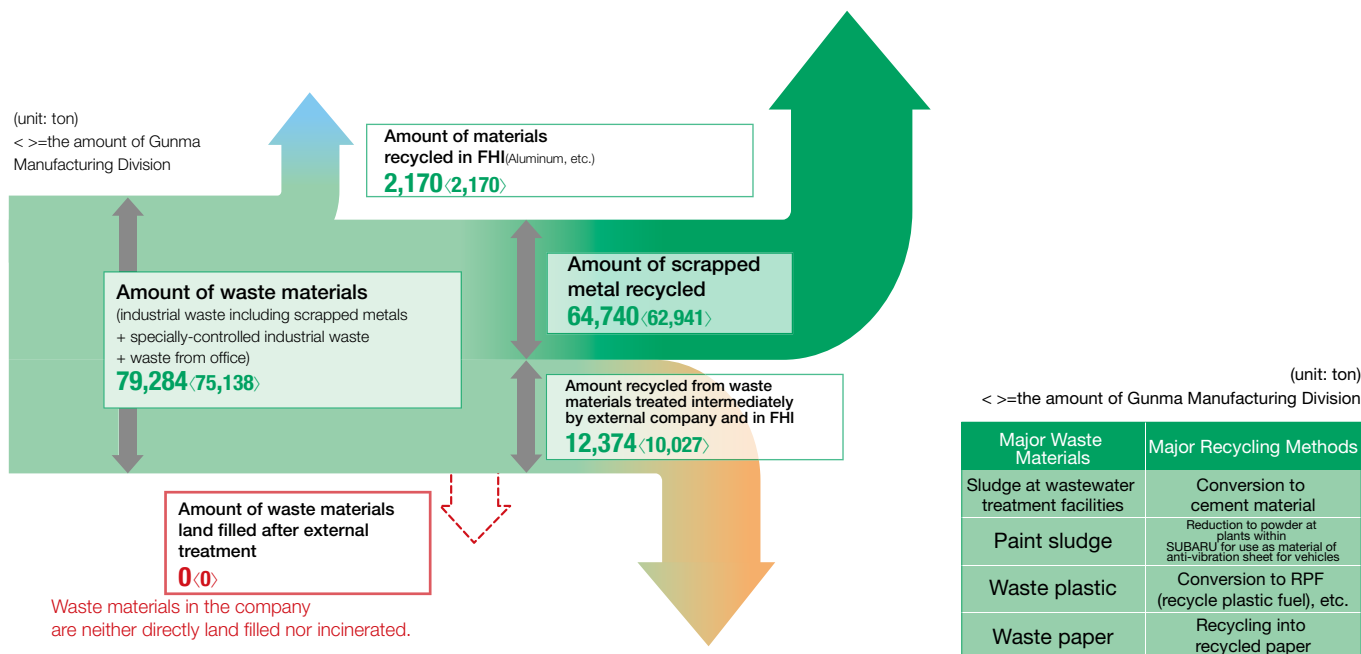 (unit: ton)
< >=the amount of Gunma
Manufacturing Division
Amount of materials
recycled in FHI(Aluminum, etc.)
2,170〈2,170〉
Amount of waste materials
(industrial waste including scrapped metals
+ specially-controlled industrial waste
+ waste from office)
79,284〈75,138〉
Amount of scrapped
metal recycled
64,740〈62,941〉
Amount recycled from waste
materials treated intermediately
by external company and in FHI
12,374〈10,027〉
Amount of waste materials
land filled after external
treatment
0〈0〉
Waste materials in the company
are neither directly land filled nor incinerated.
(unit: ton)
< >=the amount of Gunma Manufacturing Division
Major Waste
Materials
Major Recycling Methods
Sludge at wastewater
treatment facilities
Conversion to
cement material
Paint sludge
Reduction to powder at
plants within
SUBARU for use as material of
anti-vibration sheet for vehicles
Waste plastic
Conversion to RPF
(recycle plastic fuel), etc.
Waste paper
Recycling into
recycled paper